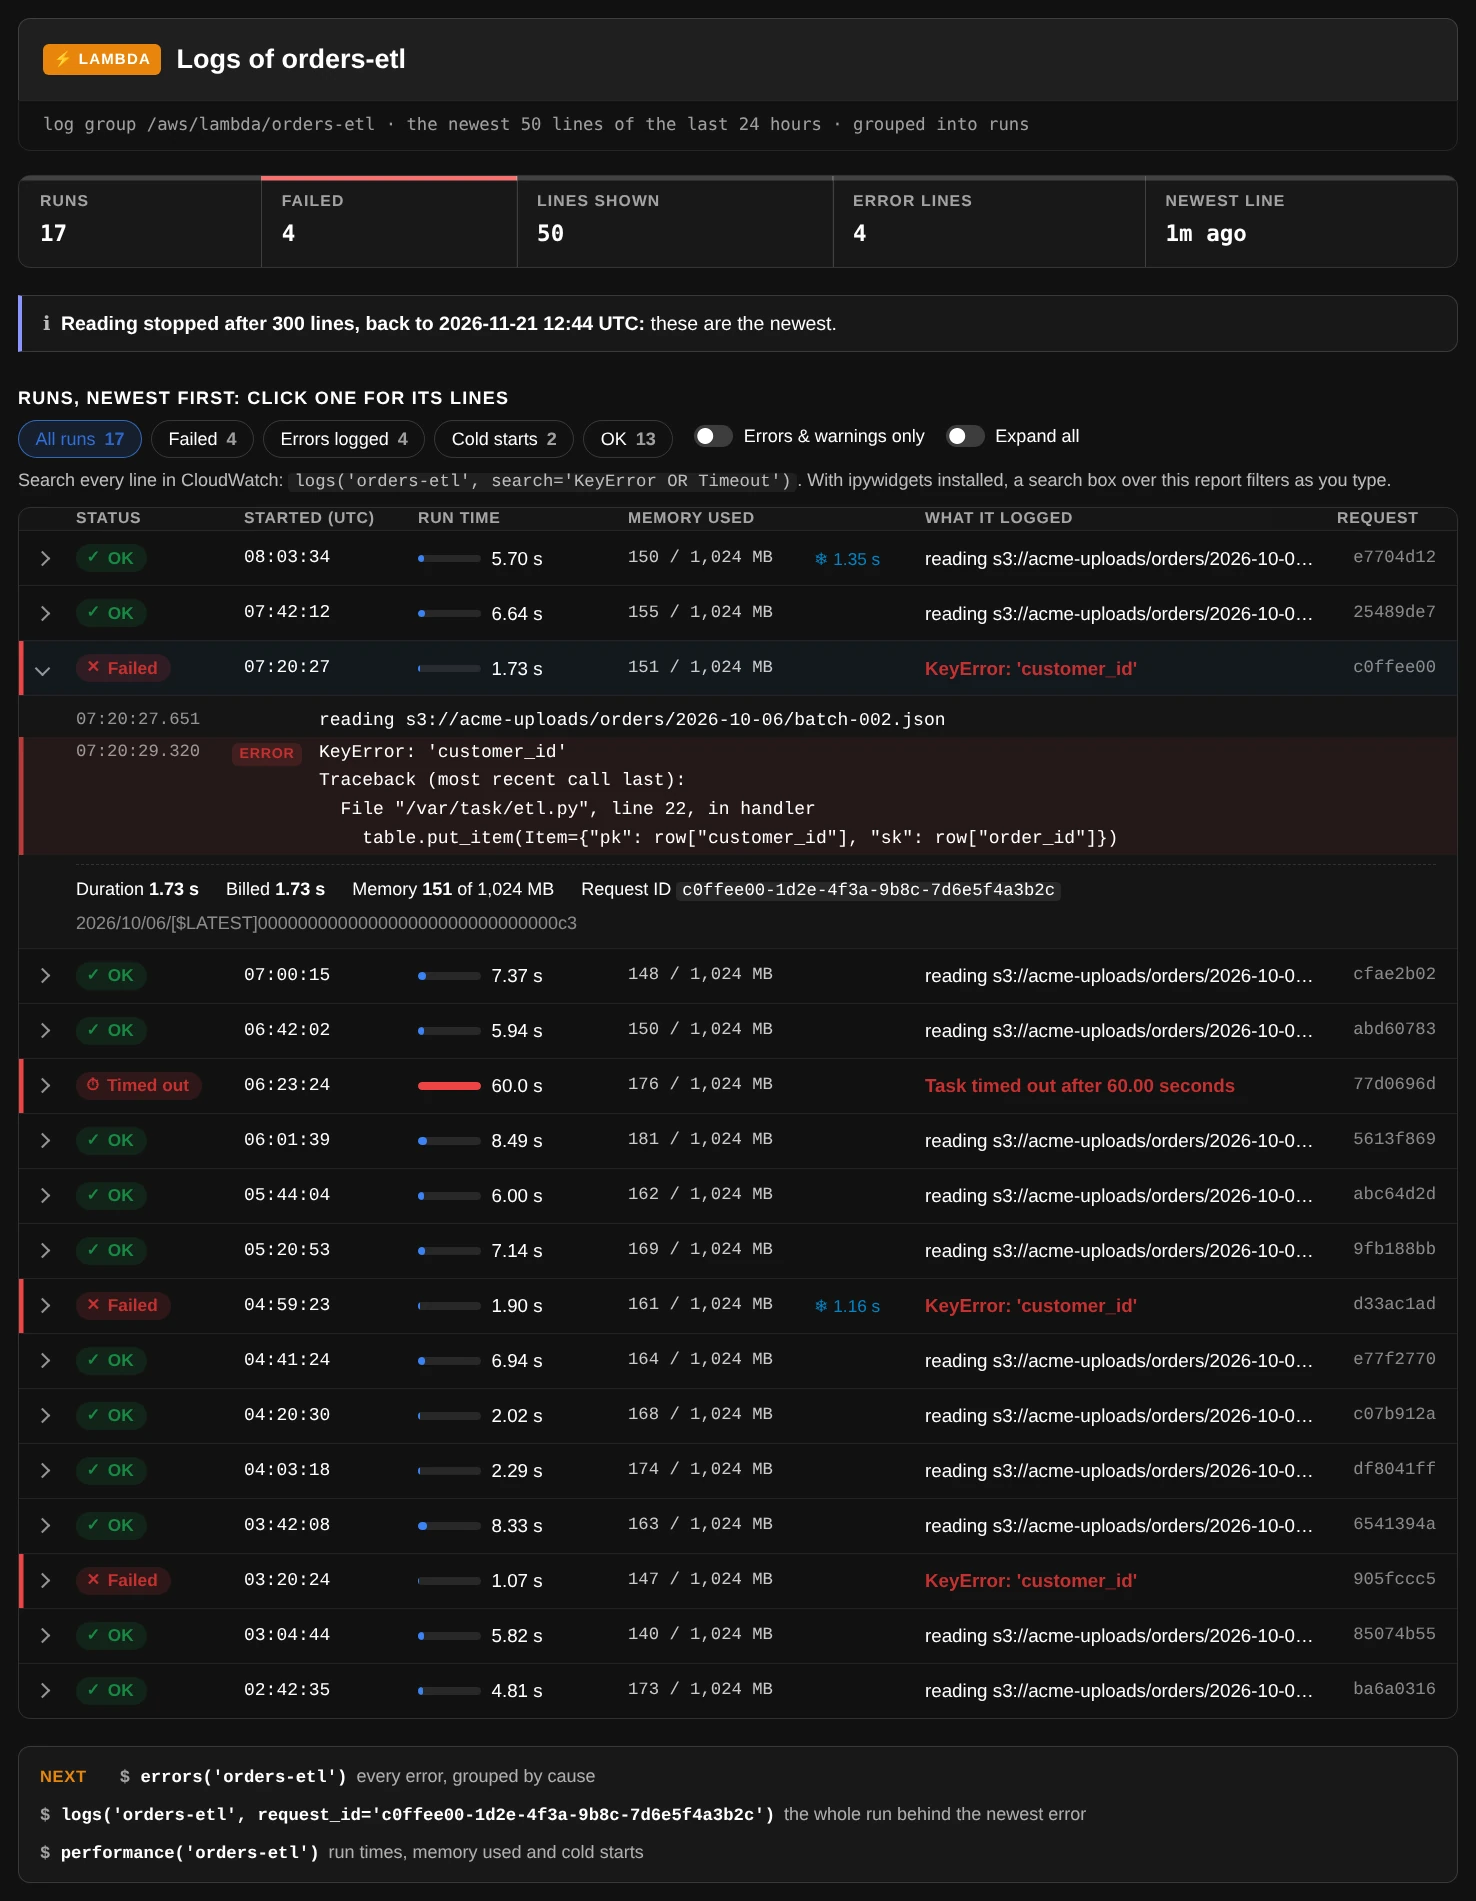 ⚡ LAMBDA Logs of orders-etl
log group /aws/lambda/orders-etl · the newest 50 lines of the last 24 hours · grouped into runs
RUNS FAILED LINES SHOWN ERROR LINES NEWEST LINE
17 4 50 4 1m ago
ℹ Reading stopped after 300 lines, back to 2026-11-21 12:44 UTC: these are the newest.
RUNS, NEWEST FIRST: CLICK ONE FOR ITS LINES
All runs 17 Failed 4 Errors logged 4 Cold starts 2 OK 13 Errors & warnings only Expand all
Search every line in CloudWatch: logs('orders-etl', search='KeyError OR Timeout'). With ipywidgets installed, a search box over this report filters as you type.
STATUS STARTED (UTC) RUN TIME MEMORY USED WHAT IT LOGGED REQUEST
✓ OK 08:03:34 5.70 s 150 / 1,024 MB ❄ 1.35 s reading s3://acme-uploads/orders/2026-10-0… e7704d12
✓ OK 07:42:12 6.64 s 155 / 1,024 MB reading s3://acme-uploads/orders/2026-10-0… 25489de7
✕ Failed 07:20:27 1.73 s 151 / 1,024 MB KeyError: 'customer_id' c0ffee00
07:20:27.651 reading s3://acme-uploads/orders/2026-10-06/batch-002.json
07:20:29.320 ERROR KeyError: 'customer_id'
Traceback (most recent call last):
File "/var/task/etl.py", line 22, in handler
table.put_item(Item={"pk": row["customer_id"], "sk": row["order_id"]})
Duration 1.73 s Billed 1.73 s Memory 151 of 1,024 MB Request ID c0ffee00-1d2e-4f3a-9b8c-7d6e5f4a3b2c
2026/10/06/[$LATEST]000000000000000000000000000000c3
✓ OK 07:00:15 7.37 s 148 / 1,024 MB reading s3://acme-uploads/orders/2026-10-0… cfae2b02
✓ OK 06:42:02 5.94 s 150 / 1,024 MB reading s3://acme-uploads/orders/2026-10-0… abd60783
⏱ Timed out 06:23:24 60.0 s 176 / 1,024 MB Task timed out after 60.00 seconds 77d0696d
✓ OK 06:01:39 8.49 s 181 / 1,024 MB reading s3://acme-uploads/orders/2026-10-0… 5613f869
✓ OK 05:44:04 6.00 s 162 / 1,024 MB reading s3://acme-uploads/orders/2026-10-0… abc64d2d
✓ OK 05:20:53 7.14 s 169 / 1,024 MB reading s3://acme-uploads/orders/2026-10-0… 9fb188bb
✕ Failed 04:59:23 1.90 s 161 / 1,024 MB ❄ 1.16 s KeyError: 'customer_id' d33ac1ad
✓ OK 04:41:24 6.94 s 164 / 1,024 MB reading s3://acme-uploads/orders/2026-10-0… e77f2770
✓ OK 04:20:30 2.02 s 168 / 1,024 MB reading s3://acme-uploads/orders/2026-10-0… c07b912a
✓ OK 04:03:18 2.29 s 174 / 1,024 MB reading s3://acme-uploads/orders/2026-10-0… df8041ff
✓ OK 03:42:08 8.33 s 163 / 1,024 MB reading s3://acme-uploads/orders/2026-10-0… 6541394a
✕ Failed 03:20:24 1.07 s 147 / 1,024 MB KeyError: 'customer_id' 905fccc5
✓ OK 03:04:44 5.82 s 140 / 1,024 MB reading s3://acme-uploads/orders/2026-10-0… 85074b55
✓ OK 02:42:35 4.81 s 173 / 1,024 MB reading s3://acme-uploads/orders/2026-10-0… ba6a0316
NEXT $ errors('orders-etl') every error, grouped by cause
$ logs('orders-etl', request_id='c0ffee00-1d2e-4f3a-9b8c-7d6e5f4a3b2c') the whole run behind the newest error
$ performance('orders-etl') run times, memory used and cold starts